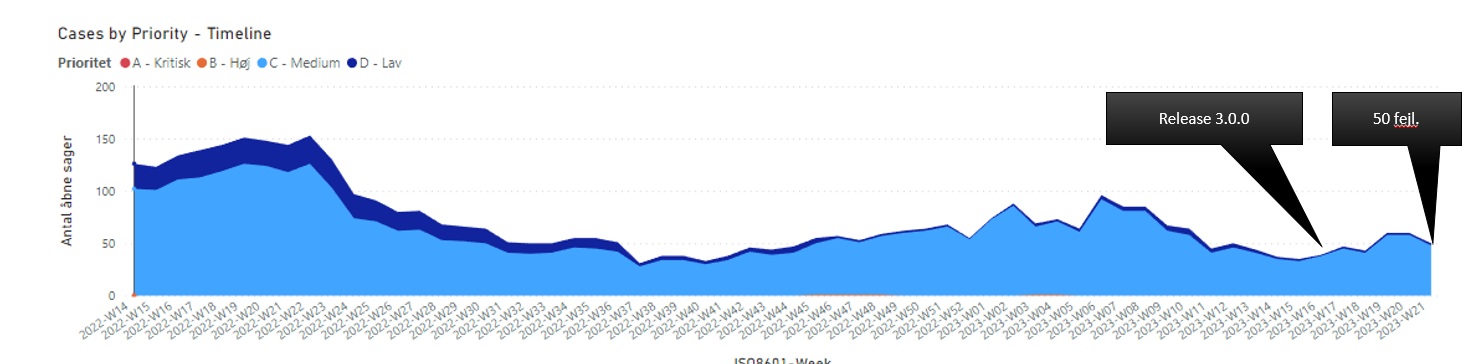 Cases by Priority - Timeline
Prioritet A - Kritisk B - Høj C - Medium D - Lav
Release 3.0.0
50 fejl.
Antal åbne sager
200
150
100
50
0
2022-W14
2022-W15
2022-W16
2022-W17
2022-W18
2022-W19
2022-W20
2022-W21
2022-W22
2022-W23
2022-W24
2022-W25
2022-W26
2022-W27
2022-W28
2022-W29
2022-W30
2022-W31
2022-W32
2022-W33
2022-W34
2022-W35
2022-W36
2022-W37
2022-W38
2022-W39
2022-W40
2022-W41
2022-W42
2022-W43
2022-W44
2022-W45
2022-W46
2022-W47
2022-W48
2022-W49
2022-W50
2022-W51
2022-W52
2023-W01
2023-W02
2023-W03
2023-W04
2023-W05
2023-W06
2023-W07
2023-W08
2023-W09
2023-W10
2023-W11
2023-W12
2023-W13
2023-W14
2023-W15
2023-W16
2023-W17
2023-W18
2023-W19
2023-W20
2023-W21
ISO8601-Week